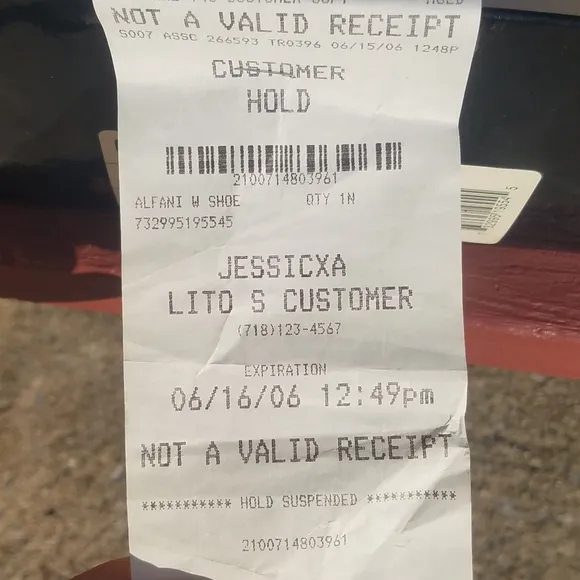 NOT A VALID RECEIPT
S007 ASSC 266593 TR0396 06/15/06 1248P
CUSTOMER
HOLD
2100714803961
ALFANI W SHOE QTY 1N
732995195545
JESSICXA
LITO S CUSTOMER
(718)123-4567
EXPIRATION
06/16/06 12:49pm
NOT A VALID RECEIPT
*********** HOLD SUSPENDED ***********
2100714803961